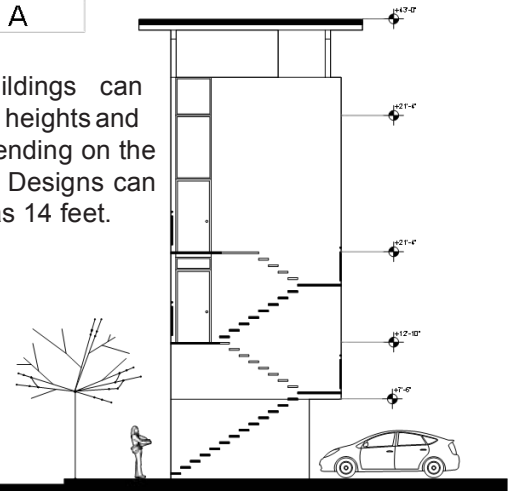 A
+43'-0"
ildings can
heights and
ending on the
Designs can
as 14 feet.
+21'-4"
+21'-4"
+12'-10"
+7'-6"